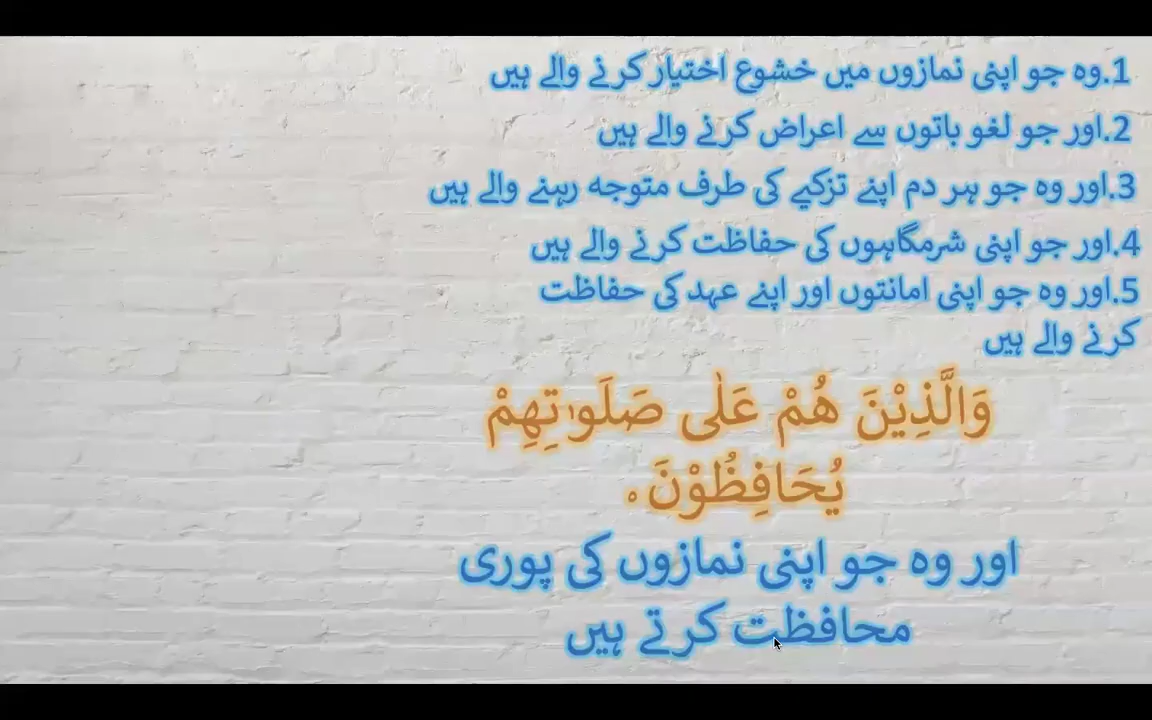 1.وہ جو اپنی نمازوں میں خشوع اختیار کرنے والے ہیں
2.اور جو لغو باتوں سے اعراض کرنے والے ہیں
3.اور وہ جو ہر دم اپنے تزکیے کی طرف متوجہ رہنے والے ہیں
4.اور جو اپنی شرمگاہوں کی حفاظت کرنے والے ہیں
5.اور وہ جو اپنی امانتوں اور اپنے عہد کی حفاظت
کرنے والے ہیں
وَالَّذِيْنَ هُمْ عَلٰى صَلَوٰتِهِمْ
يُحَافِظُوْنَ ۰
اور وہ جو اپنی نمازوں کی پوری
محافظت کرتے ہیں